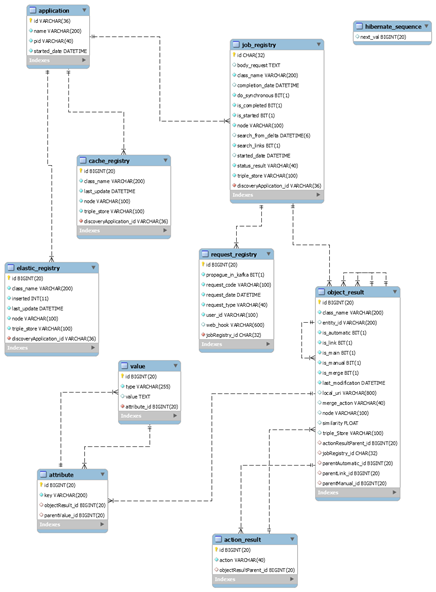 application
id VARCHAR(36)
name VARCHAR(200)
pid VARCHAR(40)
started_date DATETIME
Indexes
hibernate_sequence
next_val BIGINT(20)
job_registry
id CHAR(32)
body_request TEXT
class_name VARCHAR(200)
completion_date DATETIME
do_synchronous BIT(1)
is_completed BIT(1)
is_started BIT(1)
node VARCHAR(100)
search_from_delta DATETIME(6)
search_links BIT(1)
started_date DATETIME
status_result VARCHAR(40)
triple_store VARCHAR(100)
discoveryApplication_id VARCHAR(36)
Indexes
cache_registry
id BIGINT(20)
class_name VARCHAR(200)
last_update DATETIME
node VARCHAR(100)
triple_store VARCHAR(100)
discoveryApplication_id VARCHAR(36)
Indexes
elastic_registry
id BIGINT(20)
class_name VARCHAR(200)
inserted INT(11)
last_update DATETIME
node VARCHAR(100)
triple_store VARCHAR(100)
discoveryApplication_id VARCHAR(36)
Indexes
request_registry
id BIGINT(20)
propague_in_kafka BIT(1)
request_code VARCHAR(100)
request_date DATETIME
request_type VARCHAR(40)
user_id VARCHAR(100)
web_hook VARCHAR(600)
jobRegistry_id CHAR(32)
Indexes
object_result
id BIGINT(20)
class_name VARCHAR(200)
entity_id VARCHAR(200)
is_automatic BIT(1)
is_link BIT(1)
is_main BIT(1)
is_manual BIT(1)
is_merge BIT(1)
last_modification DATETIME
local_uri VARCHAR(800)
merge_action VARCHAR(40)
node VARCHAR(100)
similarity FLOAT
triple_Store VARCHAR(100)
actionResultParent_id BIGINT(20)
jobRegistry_id CHAR(32)
parentAutomatic_id BIGINT(20)
parentLink_id BIGINT(20)
parentManual_id BIGINT(20)
Indexes
value
id BIGINT(20)
type VARCHAR(255)
value TEXT
attribute_id BIGINT(20)
Indexes
attribute
id BIGINT(20)
key VARCHAR(200)
objectResult_id BIGINT(20)
parentValue_id BIGINT(20)
Indexes
action_result
id BIGINT(20)
action VARCHAR(40)
objectResultParent_id BIGINT(20)
Indexes